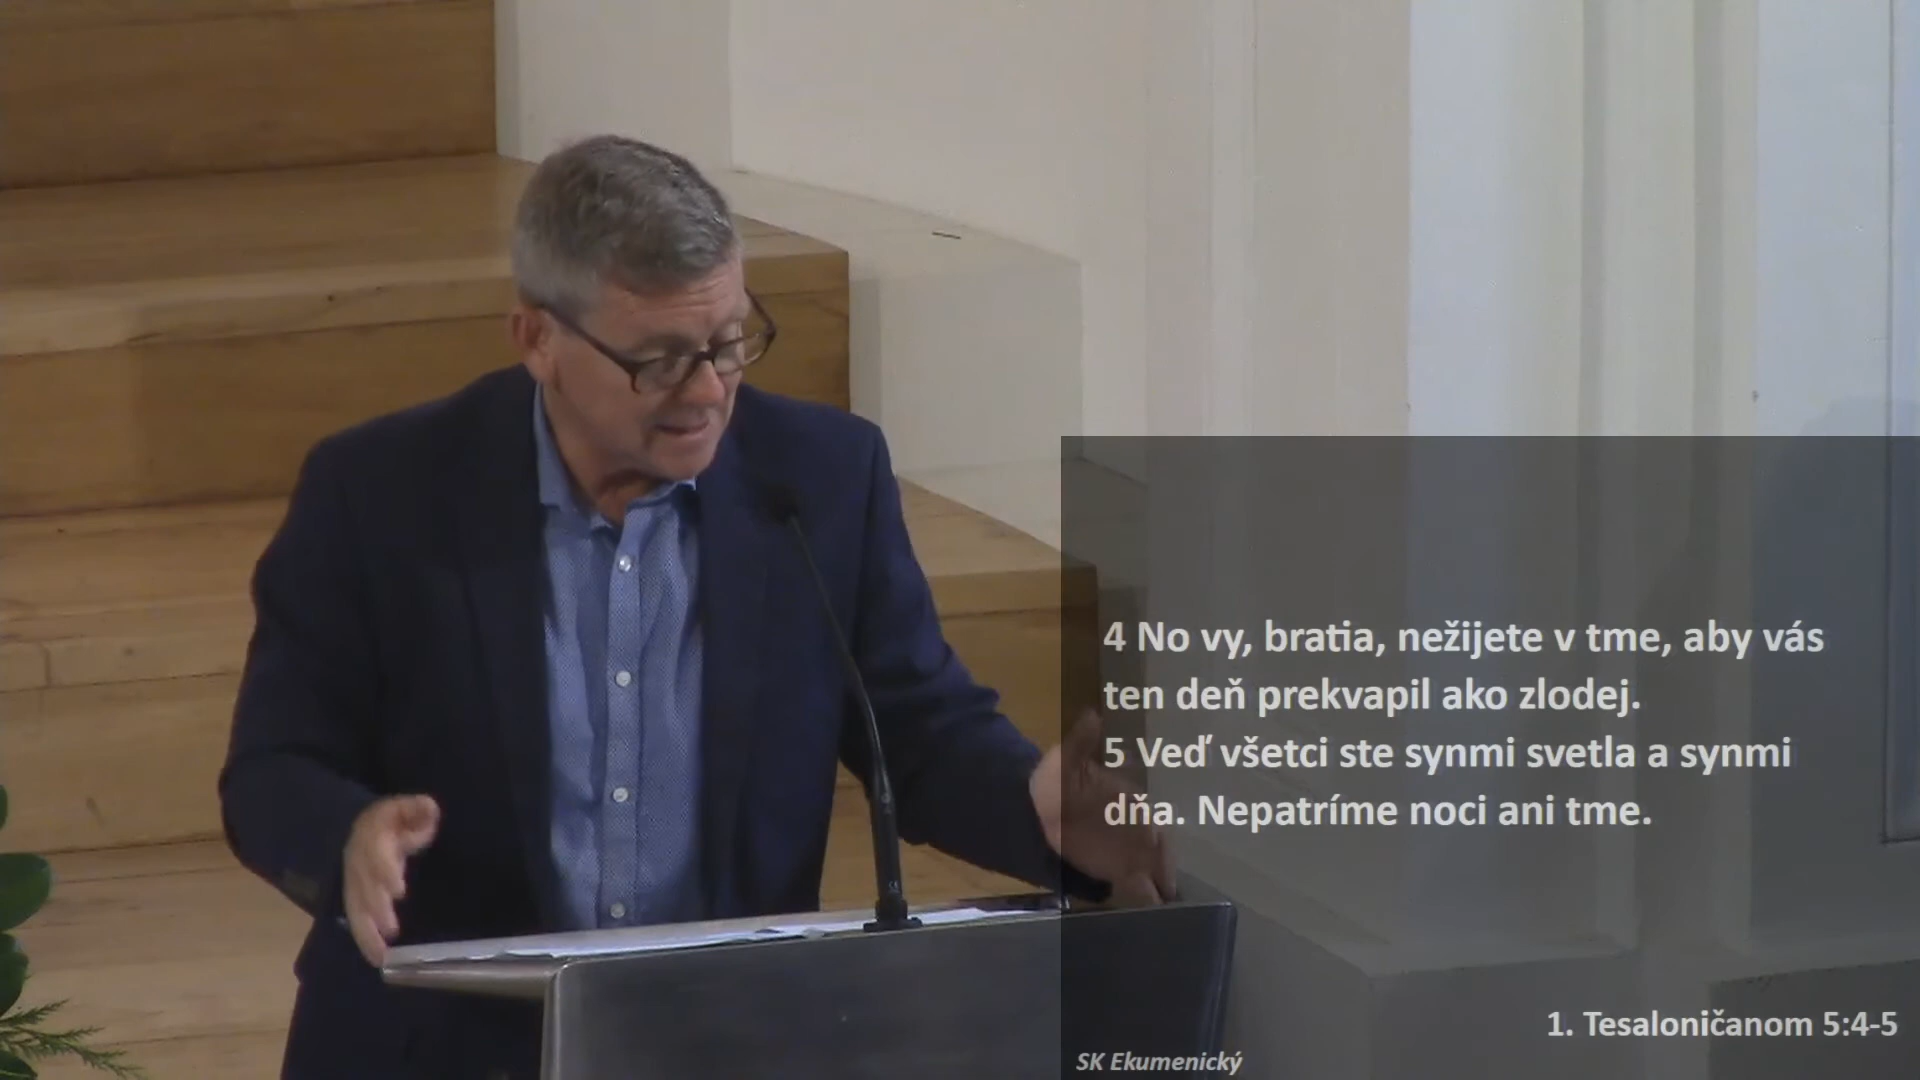 4 No vy, bratia, nežijete v tme, aby vás
ten deň prekvapil ako zlodej.
5 Veď všetci ste synmi svetla a synmi
dňa. Nepatríme noci ani tme.
1. Tesaloničanom 5:4-5
SK Ekumenický